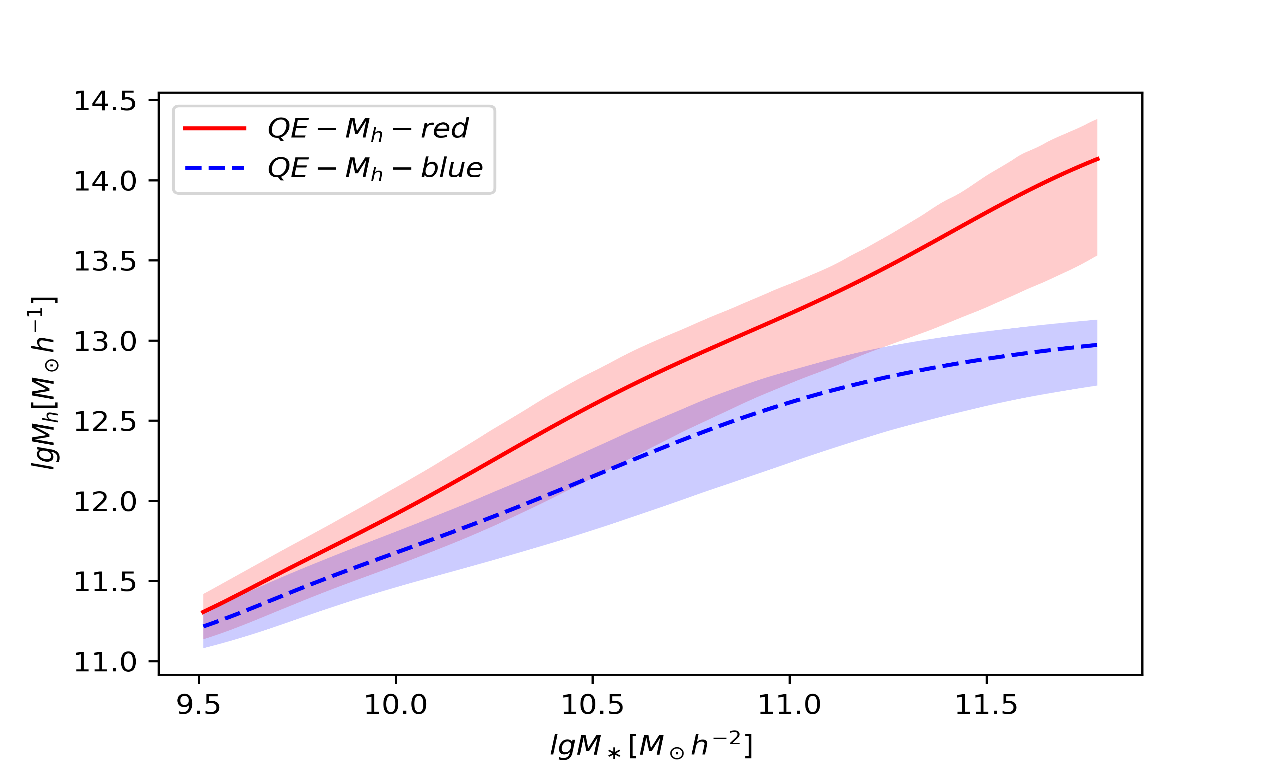 QE − M_h − red
QE − M_h − blue
14.5
14.0
13.5
13.0
12.5
12.0
11.5
11.0
lgM_h[M_⊙h^{−1}]
9.5 10.0 10.5 11.0 11.5
lgM_*[M_⊙h^{−2}]